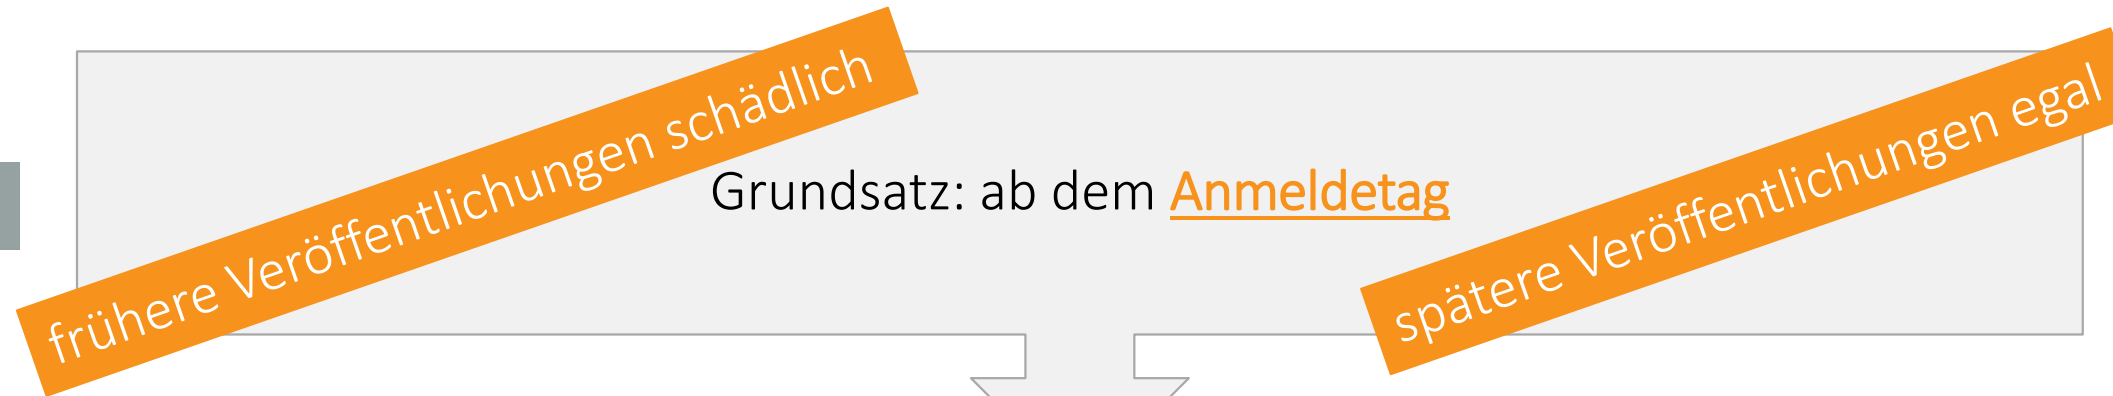 frühere Veröffentlichungen schädlich
Grundsatz: ab dem Anmeldetag
spätere Veröffentlichungen egal